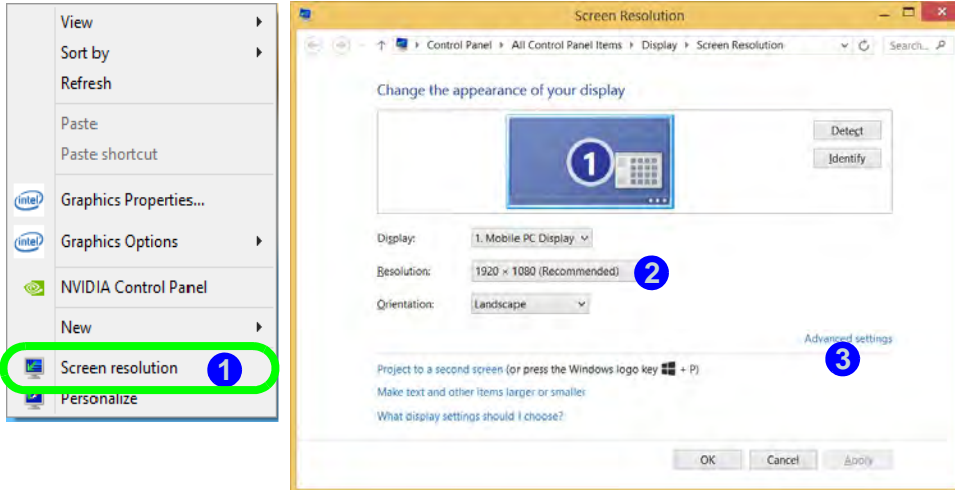 View
Sort by
Refresh
Paste
Paste shortcut
intel
Graphics Properties...
intel
Graphics Options
NVIDIA Control Panel
New
Screen resolution 1
Personalize
Screen Resolution
Control Panel All Control Panel Items Display Screen Resolution Search...
Change the appearance of your display
1
Detect
Identify
Display: 1. Mobile PC Display
Resolution: 1920 × 1080 (Recommended) 2
Orientation: Landscape
Advanced settings
3
Project to a second screen (or press the Windows logo key + P)
Make text and other items larger or smaller
What display settings should I choose?
OK Cancel Apply